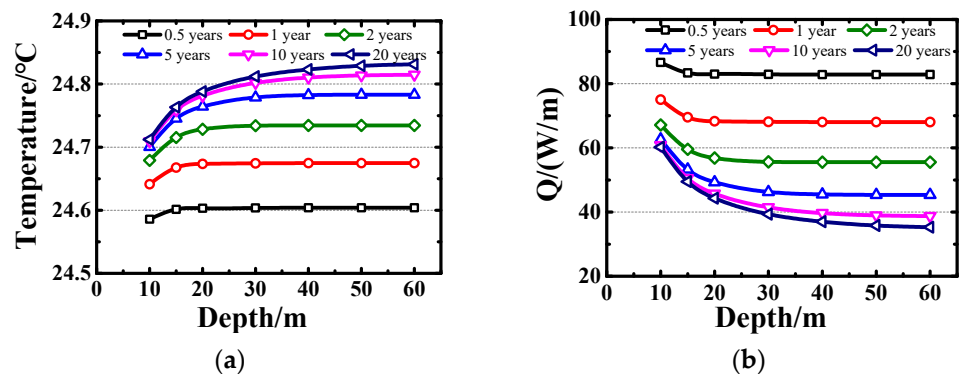 24.9
24.8
24.7
24.6
24.5
Temperature/°C
0.5 years 1 year 2 years
5 years 10 years 20 years
0 10 20 30 40 50 60
Depth/m
(a)
100
80
60
40
20
Q/(W/m)
0.5 years 1 year 2 years
5 years 10 years 20 years
0 10 20 30 40 50 60
Depth/m
(b)